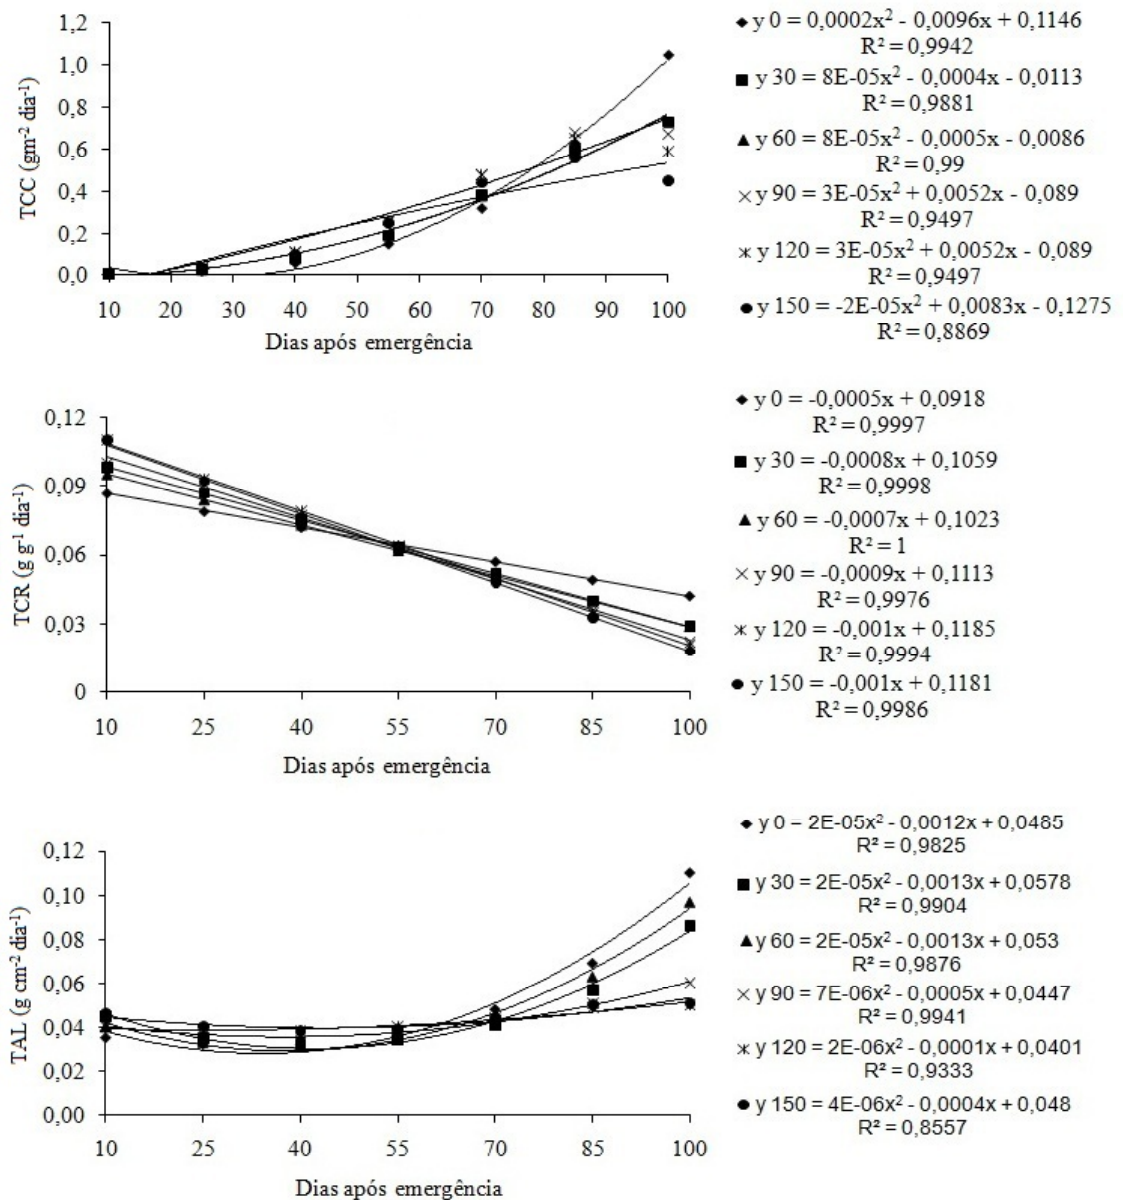 1,2
1,0
0,8
0,6
0,4
0,2
0,0
TCC (gm⁻² dia⁻¹)
10 20 30 40 50 60 70 80 90 100
Dias após emergência
y 0 = 0,0002x² - 0,0096x + 0,1146
R² = 0,9942
y 30 = 8E-05x² - 0,0004x - 0,0113
R² = 0,9881
y 60 = 8E-05x² - 0,0005x - 0,0086
R² = 0,99
y 90 = 3E-05x² + 0,0052x - 0,089
R² = 0,9497
y 120 = 3E-05x² + 0,0052x - 0,089
R² = 0,9497
y 150 = -2E-05x² + 0,0083x - 0,1275
R² = 0,8869
0,12
0,09
0,06
0,03
0
TCR (g g⁻¹ dia⁻¹)
10 25 40 55 70 85 100
Dias após emergência
y 0 = -0,0005x + 0,0918
R² = 0,9997
y 30 = -0,0008x + 0,1059
R² = 0,9998
y 60 = -0,0007x + 0,1023
R² = 1
y 90 = -0,0009x + 0,1113
R² = 0,9976
y 120 = -0,001x + 0,1185
R² = 0,9994
y 150 = -0,001x + 0,1181
R² = 0,9986
0,12
0,10
0,08
0,06
0,04
0,02
0,00
TAL (g cm⁻² dia⁻¹)
10 25 40 55 70 85 100
Dias após emergência
y 0 = 2E-05x² - 0,0012x + 0,0485
R² = 0,9825
y 30 = 2E-05x² - 0,0013x + 0,0578
R² = 0,9904
y 60 = 2E-05x² - 0,0013x + 0,053
R² = 0,9876
y 90 = 7E-06x² - 0,0005x + 0,0447
R² = 0,9941
y 120 = 2E-06x² - 0,0001x + 0,0401
R² = 0,9333
y 150 = 4E-06x² - 0,0004x + 0,048
R² = 0,8557